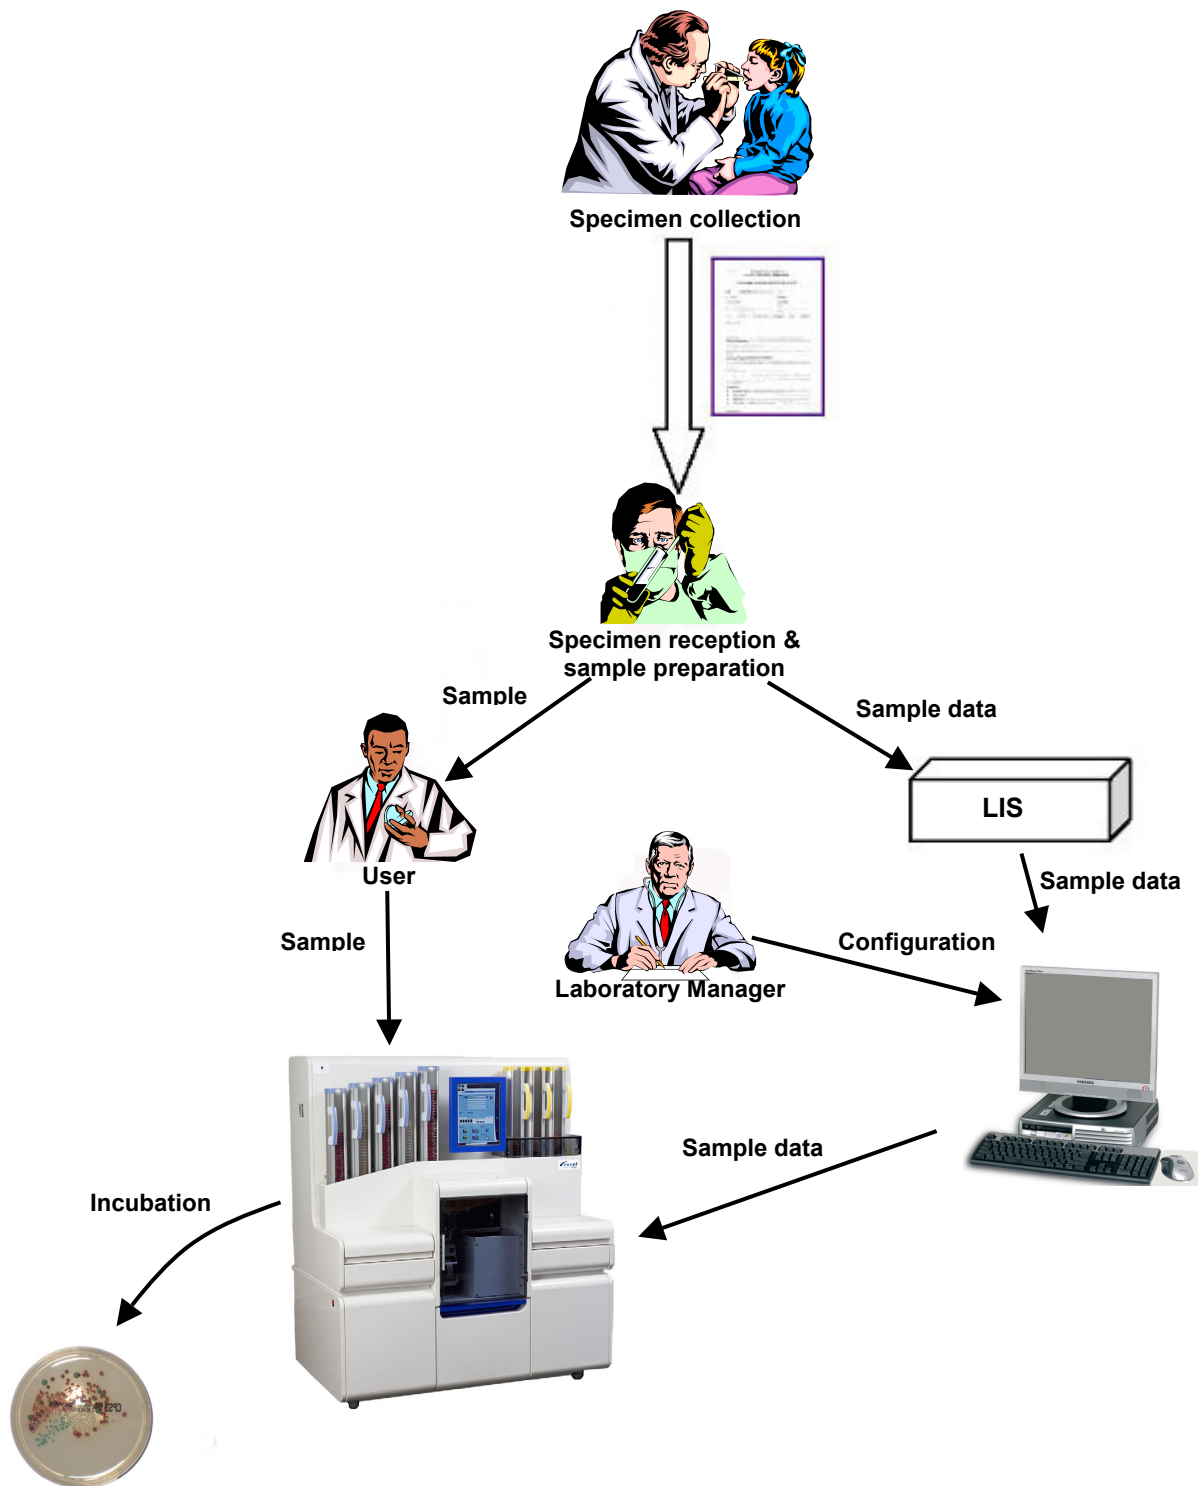 Specimen collection
Specimen reception &
sample preparation
Sample
Sample data
LIS
User
Sample data
Sample
Configuration
Laboratory Manager
Sample data
Incubation